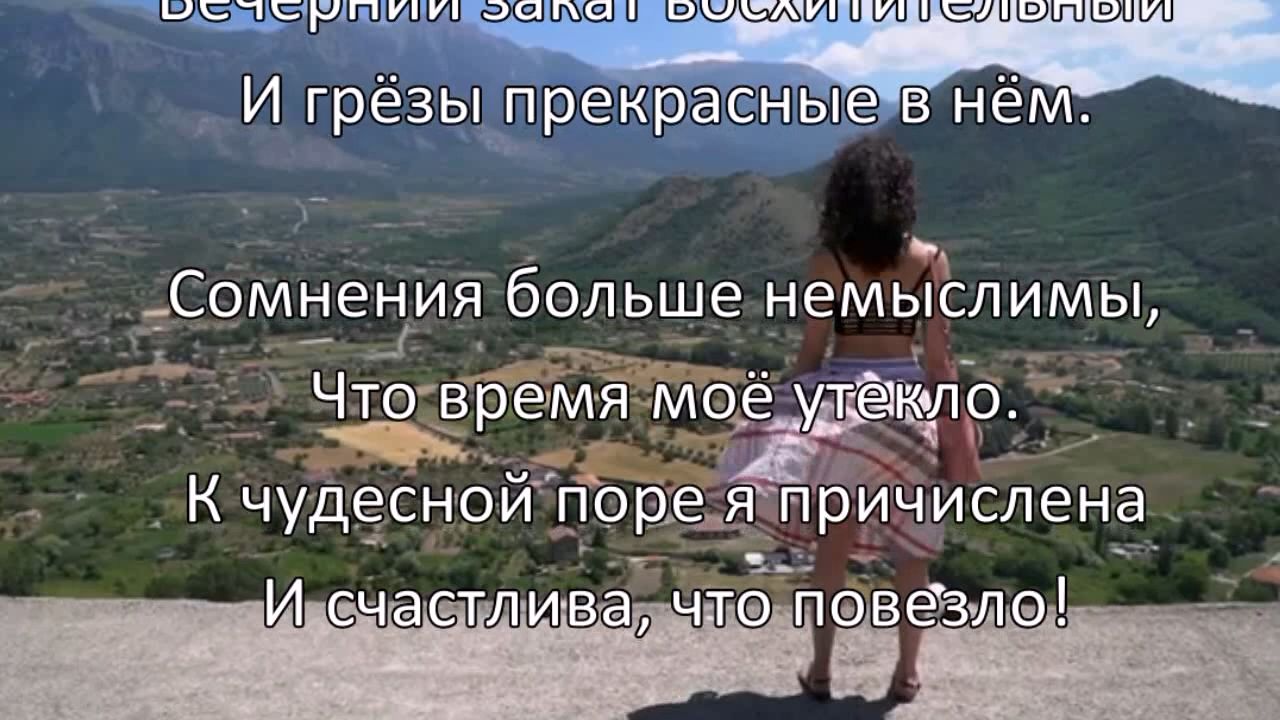 Вечерний закат восхитительный
И грёзы прекрасные в нём.
Сомнения больше немыслимы,
Что время моё утекло.
К чудесной поре я причислена
И счастлива, что повезло!